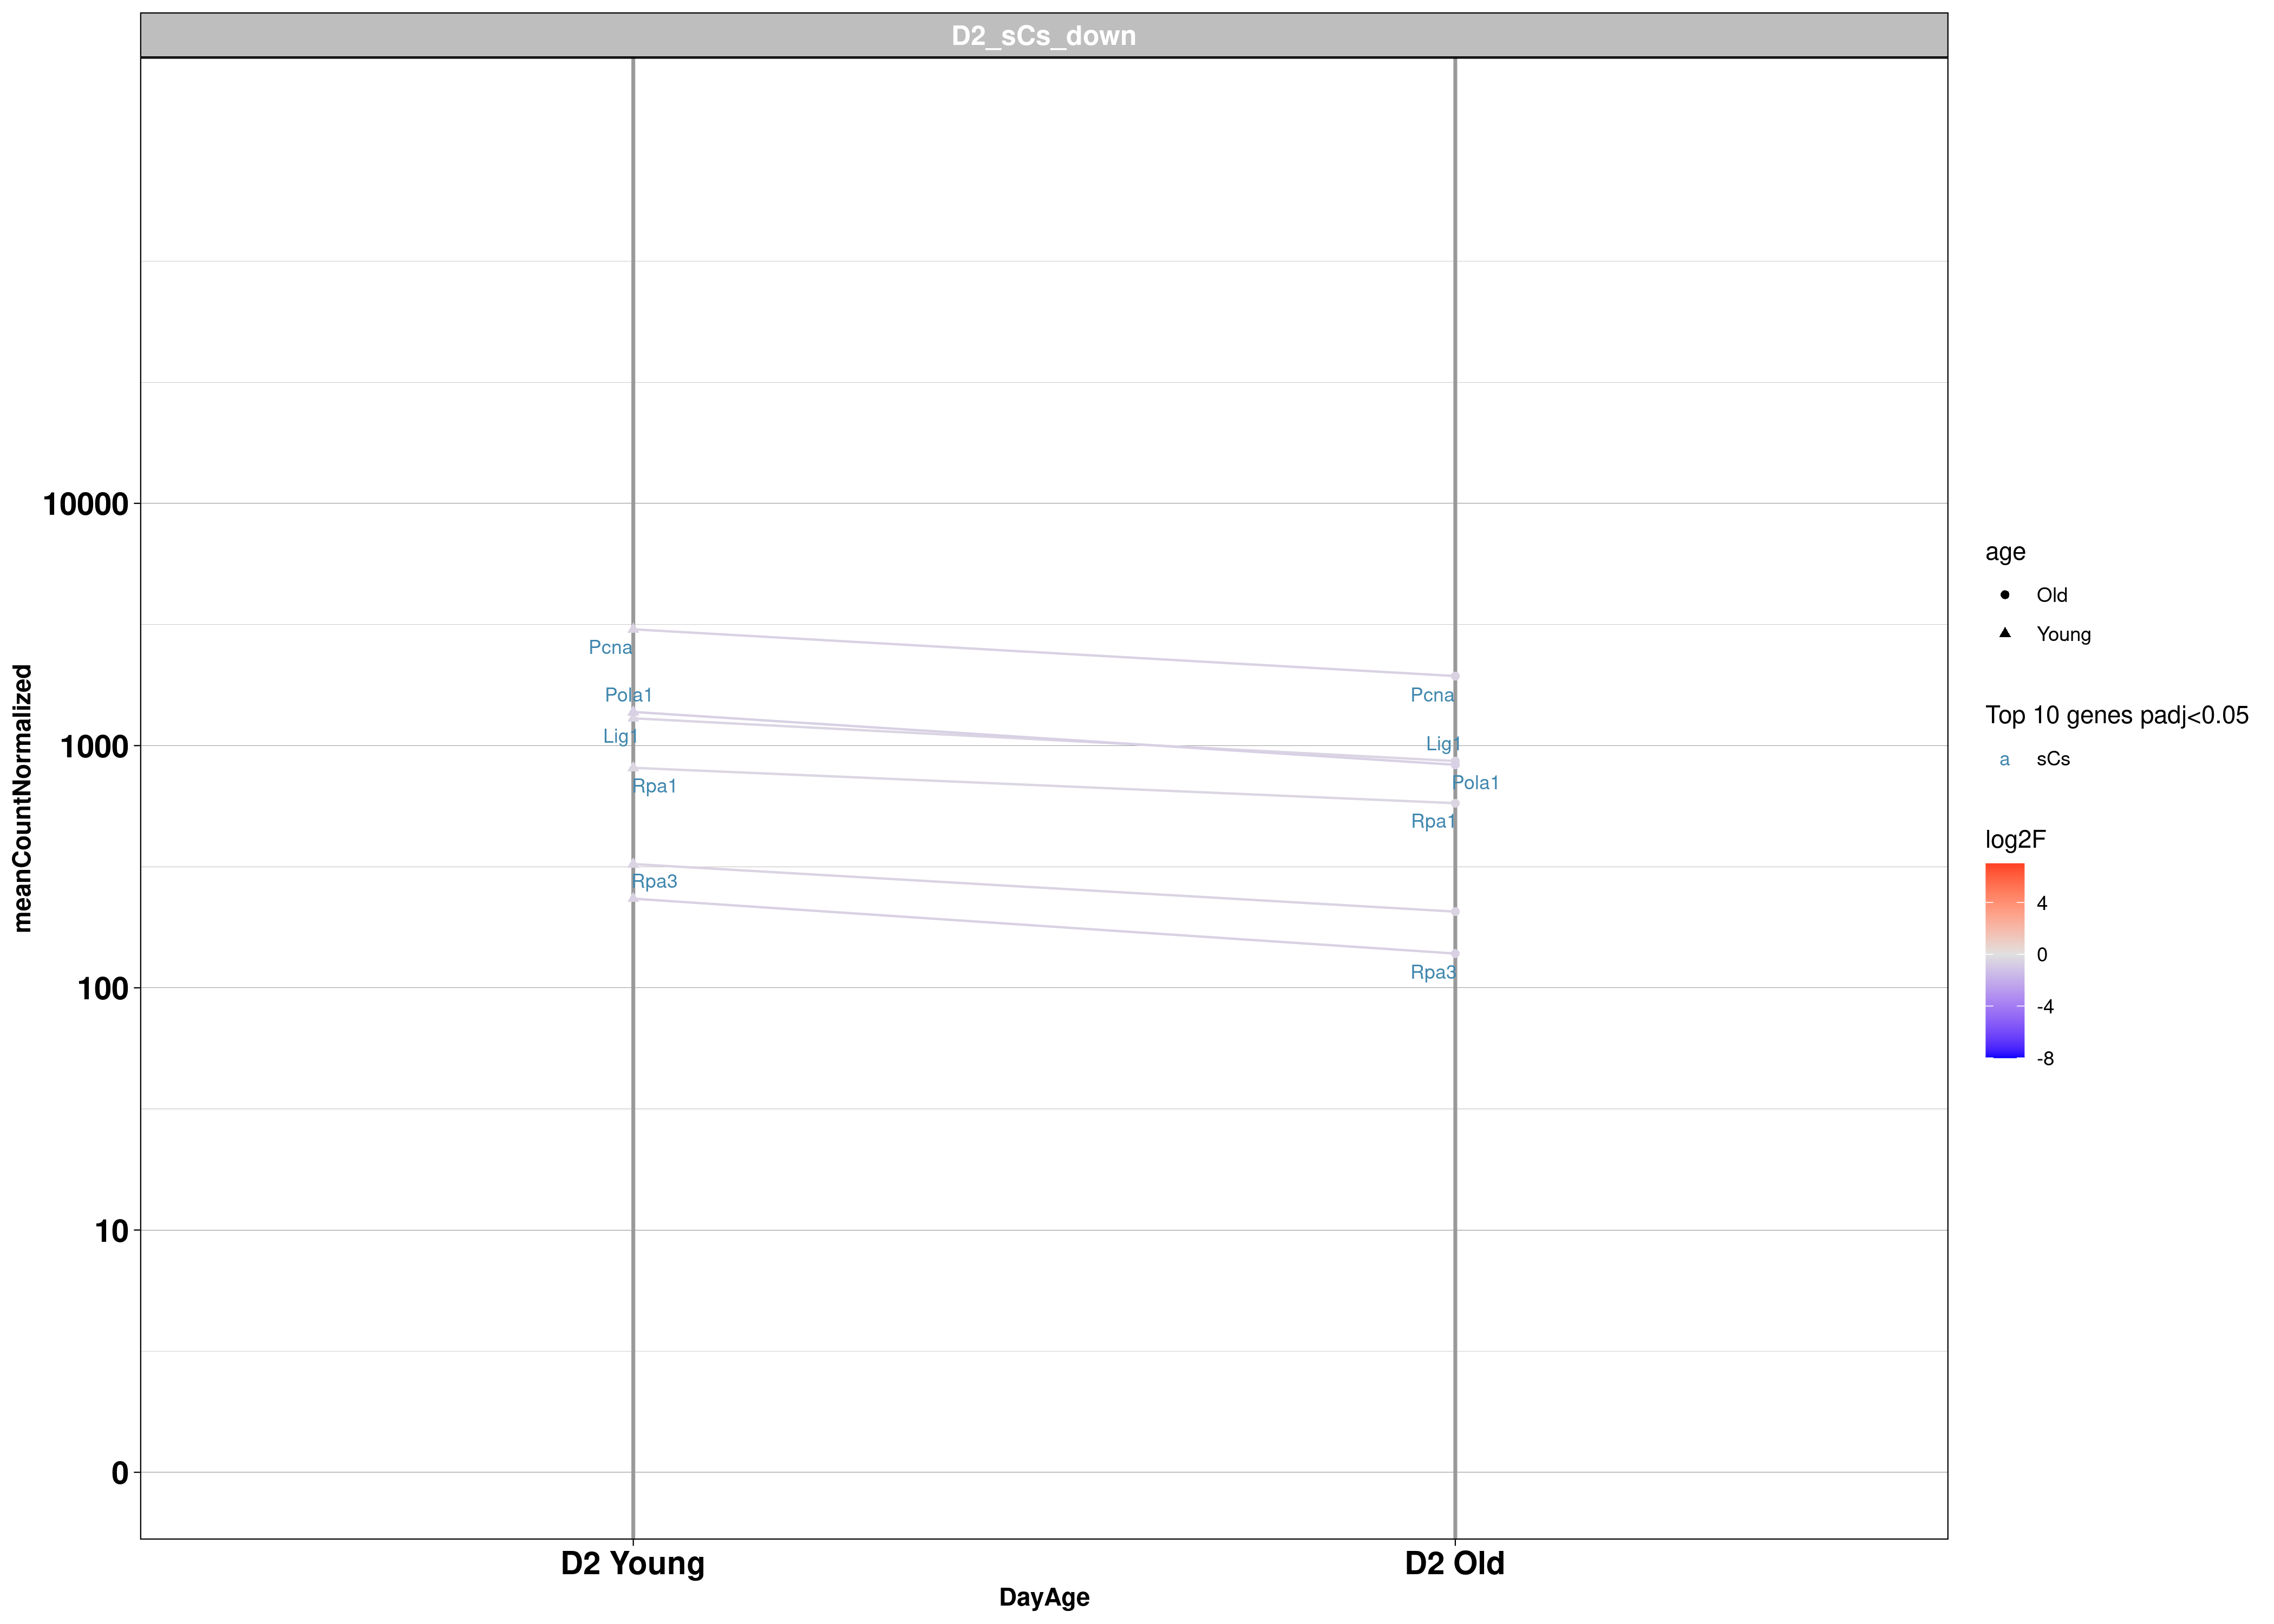 D2_sCs_down
meanCountNormalized
10000
1000
100
10
0
Pcna
Pola1
Lig1
Rpa1
Rpa3
Pcna
Lig1
Pola1
Rpa1
Rpa3
D2 Young
D2 Old
DayAge
age
Old
Young
Top 10 genes padj<0.05
a sCs
log2F
4
0
-4
-8